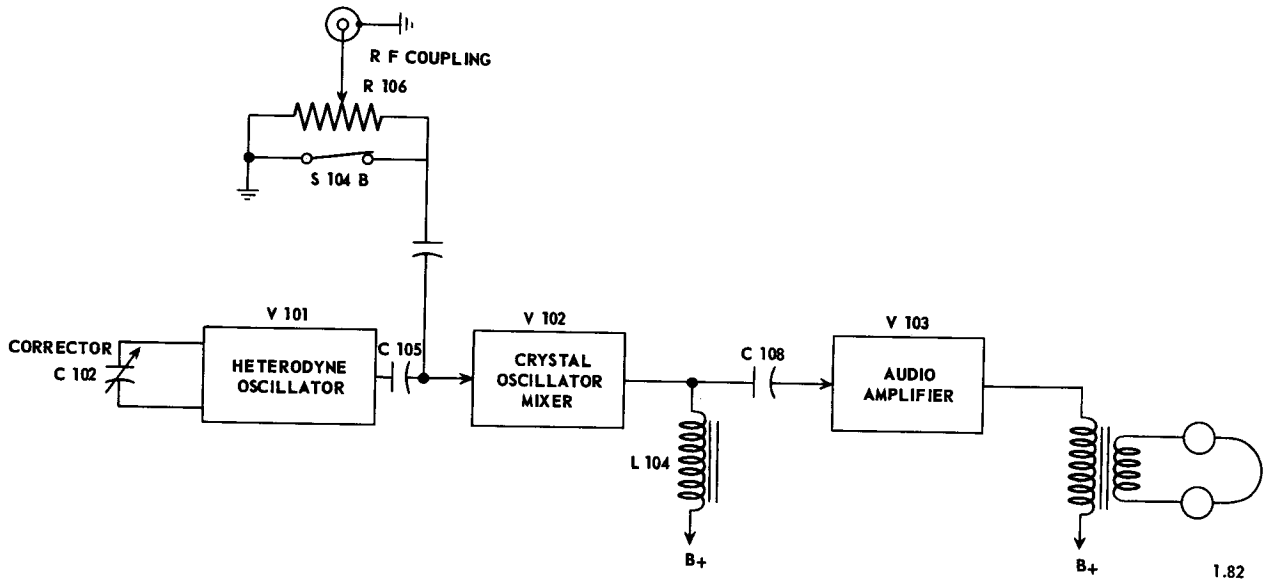 R F COUPLING
R 106
S 104 B
V 101
HETERODYNE
OSCILLATOR
CORRECTOR
C 102
C 105
V 102
CRYSTAL
OSCILLATOR
MIXER
L 104
B+
C 108
V 103
AUDIO
AMPLIFIER
B+
1.82